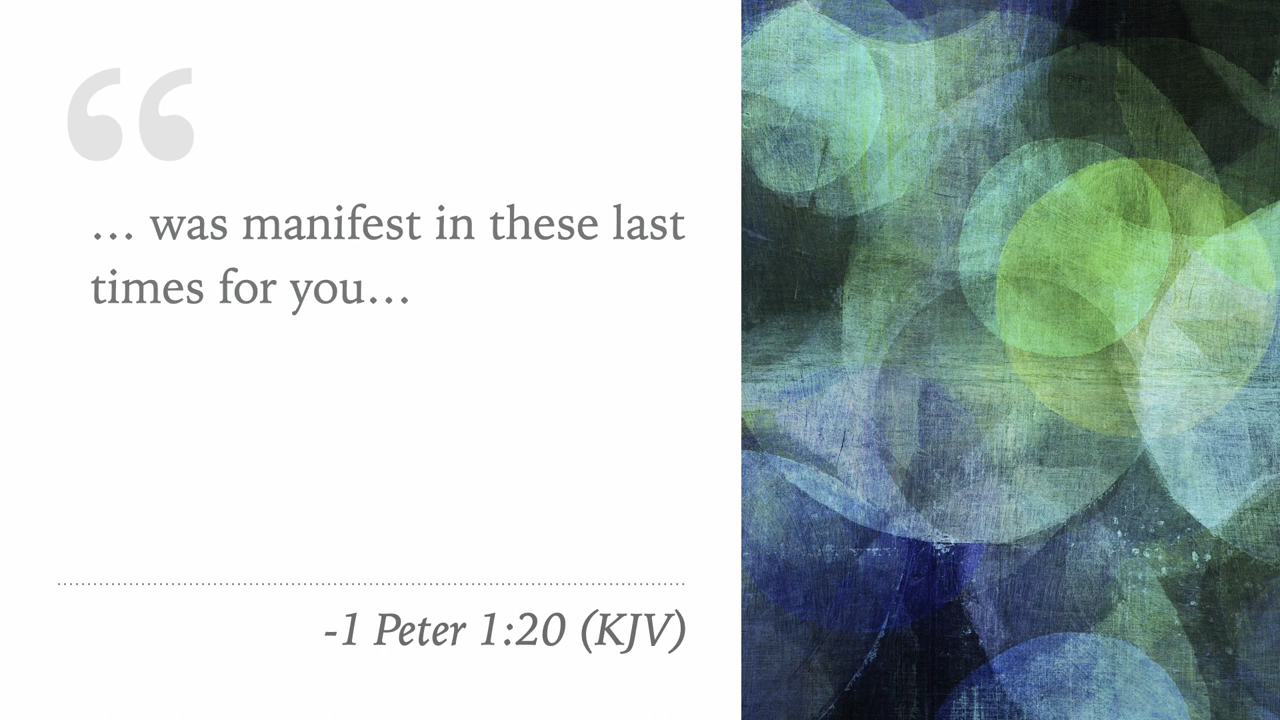 “
… was manifest in these last
times for you…
-1 Peter 1:20 (KJV)